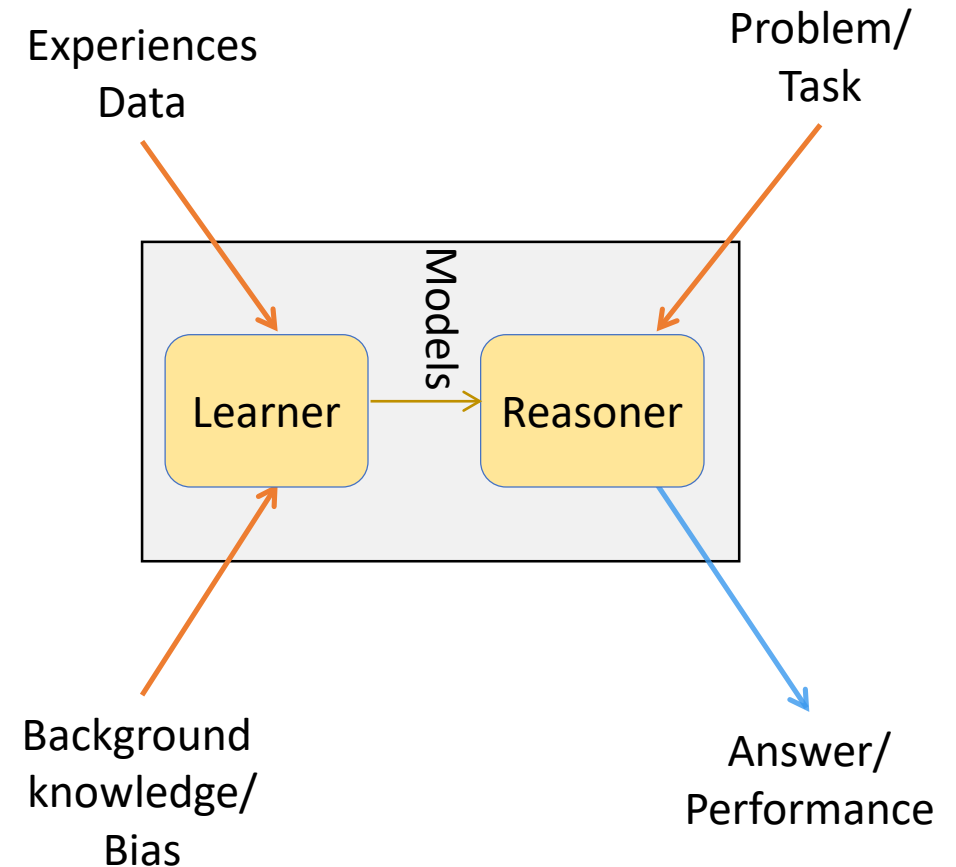 Experiences
Data
Problem/
Task
Models
Learner
Reasoner
Background
knowledge/
Bias
Answer/
Performance